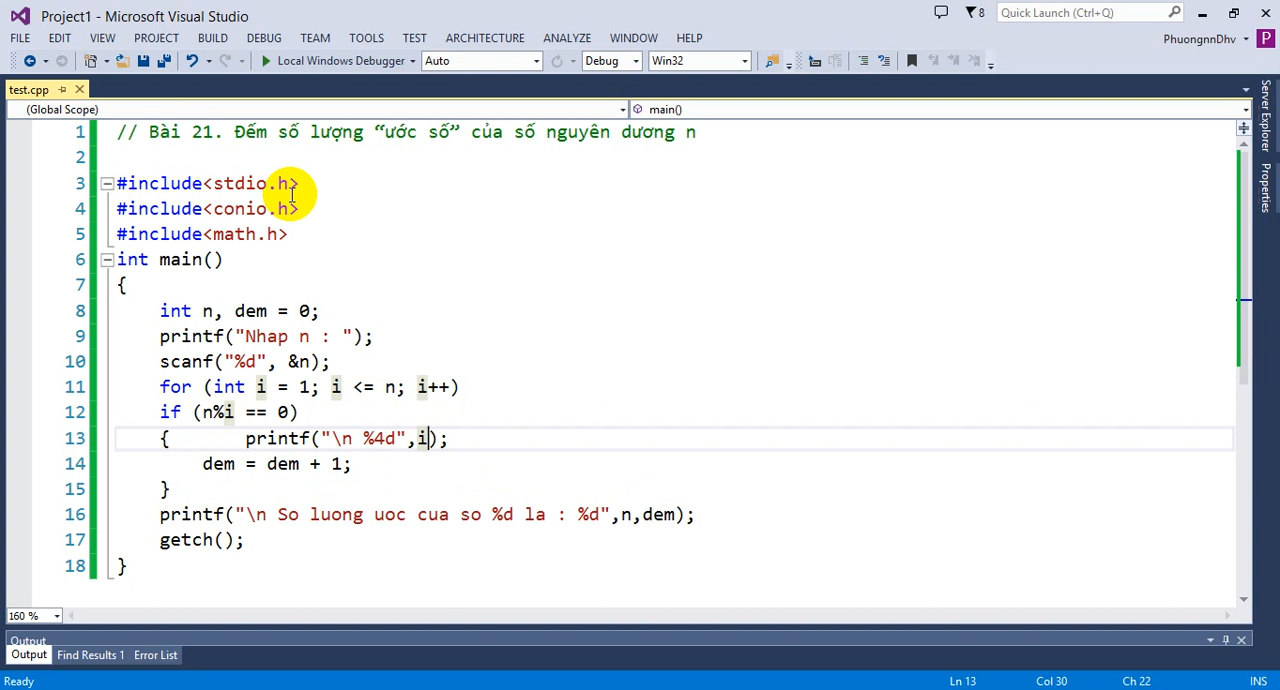 Project1 - Microsoft Visual Studio
8
Quick Launch (Ctrl+Q)
FILE EDIT VIEW PROJECT BUILD DEBUG TEAM TOOLS TEST ARCHITECTURE ANALYZE WINDOW HELP
PhuongnnDhv P
Local Windows Debugger Auto Debug Win32
test.cpp
(Global Scope) main()
1 // Bài 21. Đếm số lượng “ước số” của số nguyên dương n
2
3 #include<stdio.h>
4 #include<conio.h>
5 #include<math.h>
6 int main()
7 {
8 int n, dem = 0;
9 printf("Nhap n : ");
10 scanf("%d", &n);
11 for (int i = 1; i <= n; i++)
12 if (n%i == 0)
13 { printf("\n %4d",i);
14 dem = dem + 1;
15 }
16 printf("\n So luong uoc cua so %d la : %d",n,dem);
17 getch();
18 }
160 %
Output
Output Find Results 1 Error List
Ready Ln 13 Col 30 Ch 22 INS
Server Explorer
Properties